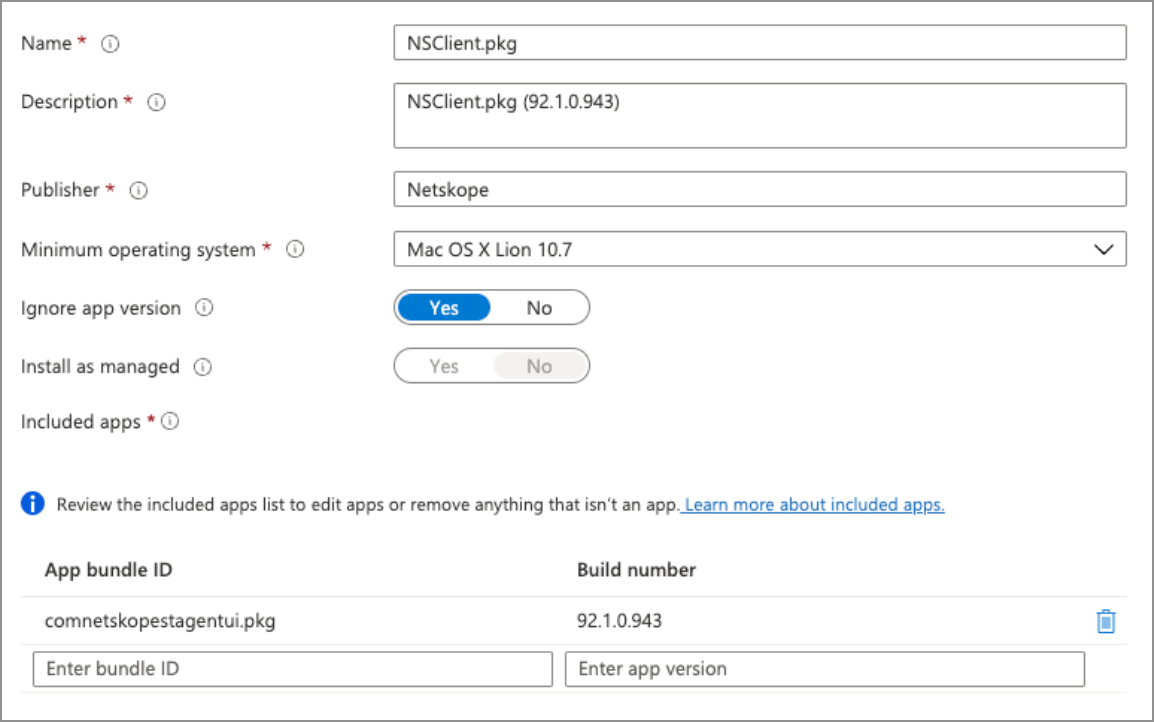 Name *
NSClient.pkg
Description *
NSClient.pkg (92.1.0.943)
Publisher *
Netskope
Minimum operating system *
Mac OS X Lion 10.7
Ignore app version
Yes No
Install as managed
Yes No
Included apps *
Review the included apps list to edit apps or remove anything that isn't an app. Learn more about included apps.
App bundle ID Build number
comnetskopestagentui.pkg 92.1.0.943
Enter bundle ID Enter app version